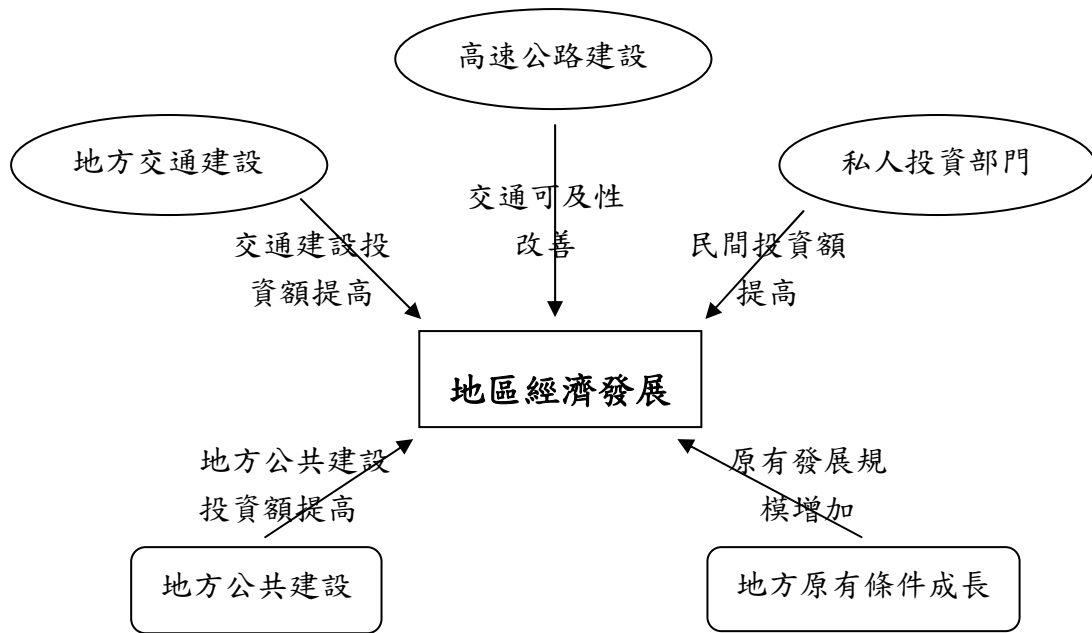 高速公路建設
地方交通建設
私人投資部門
交通可及性
改善
交通建設投
資額提高
民間投資額
提高
地區經濟發展
地方公共建設
投資額提高
原有發展規
模增加
地方公共建設
地方原有條件成長